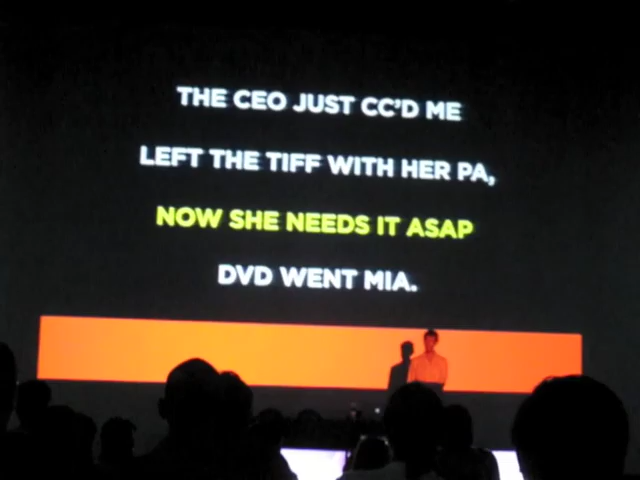 THE CEO JUST CC'D ME
LEFT THE TIFF WITH HER PA,
NOW SHE NEEDS IT ASAP
DVD WENT MIA.